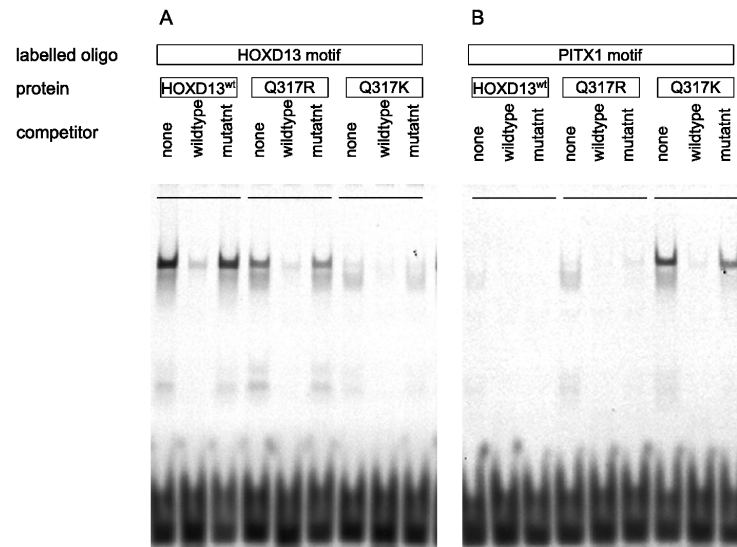 A B
labelled oligo HOXD13 motif PITX1 motif
protein HOXD13wt Q317R Q317K HOXD13wt Q317R Q317K
competitor none wildtype mutatnt none wildtype mutatnt none wildtype mutatnt none wildtype mutatnt none wildtype mutatnt none wildtype mutatnt